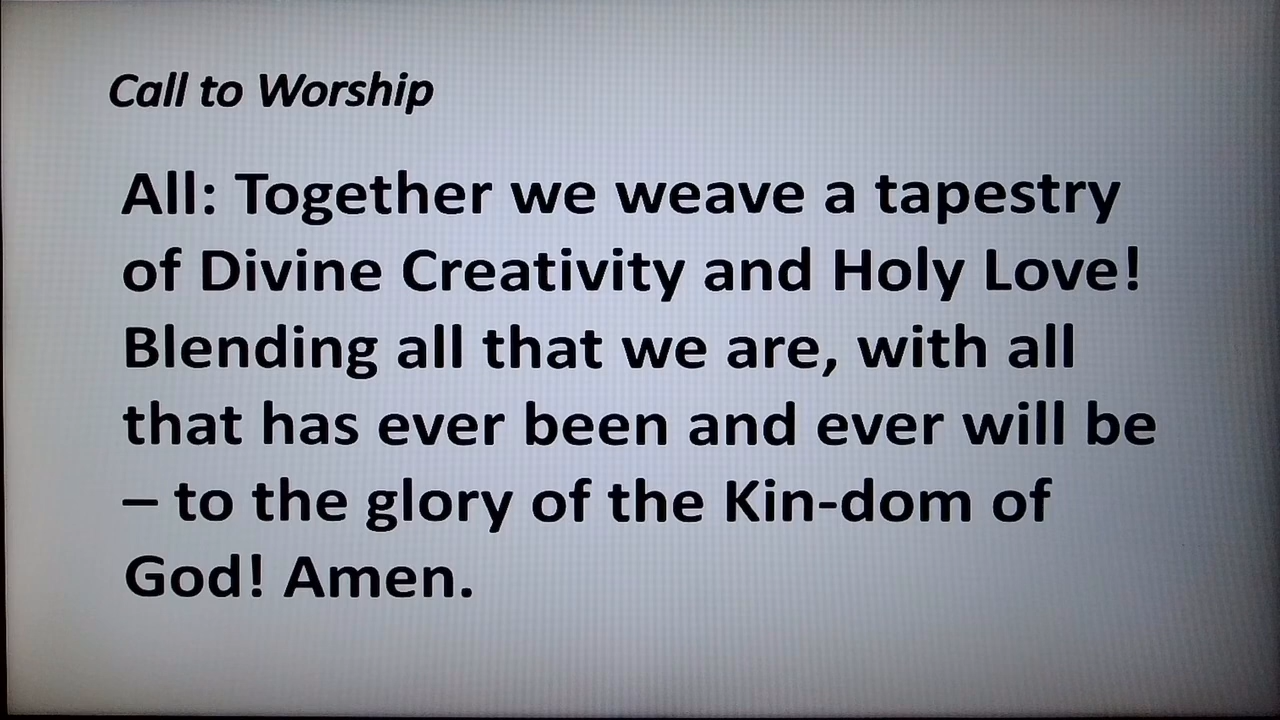 Call to Worship
All: Together we weave a tapestry
of Divine Creativity and Holy Love!
Blending all that we are, with all
that has ever been and ever will be
– to the glory of the Kin-dom of
God! Amen.